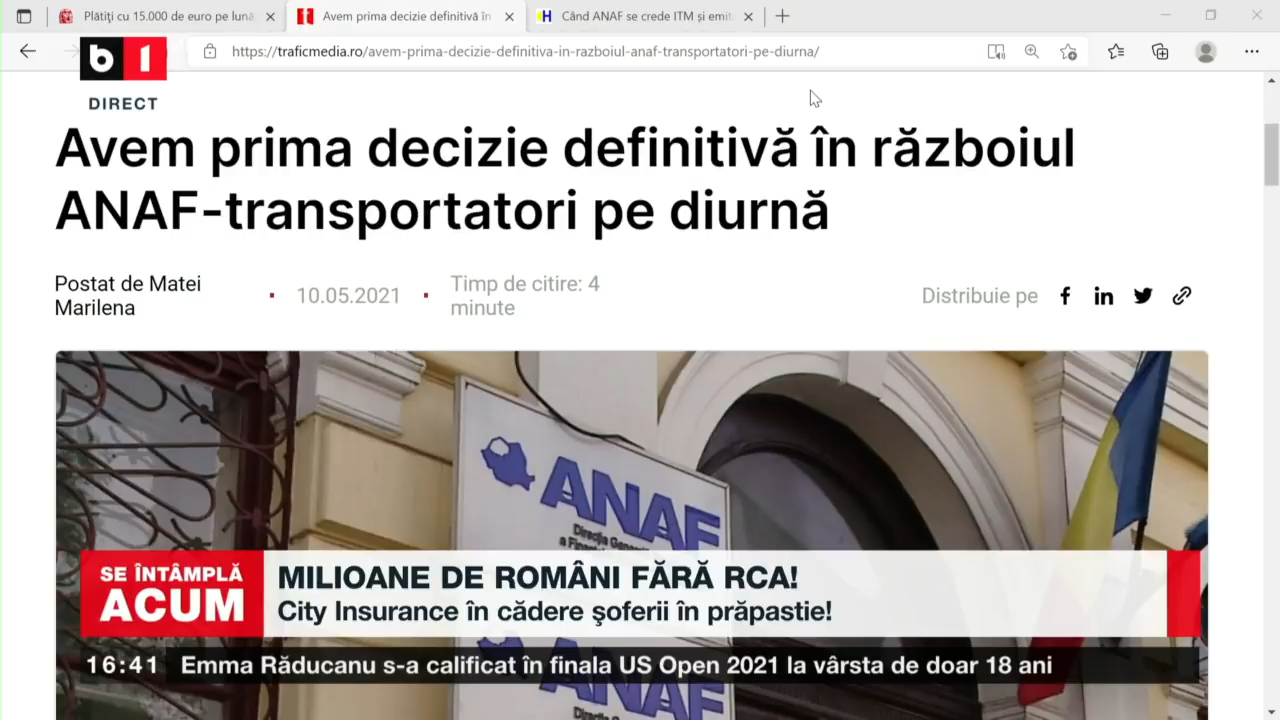 Plătiți cu 15.000 de euro pe lună
Avem prima decizie definitivă în
Când ANAF se crede ITM și emit
https://traficmedia.ro/avem-prima-decizie-definitiva-in-razboiul-anaf-transportatori-pe-diurna/
b1
DIRECT
Avem prima decizie definitivă în războiul
ANAF-transportatori pe diurnă
Postat de Matei
Marilena
10.05.2021
Timp de citire: 4
minute
Distribuie pe
ANAF
SE ÎNTÂMPLĂ
ACUM
MILIOANE DE ROMÂNI FĂRĂ RCA!
City Insurance în cădere şoferii în prăpastie!
16:41 Emma Răducanu s-a calificat în finala US Open 2021 la vârsta de doar 18 ani
ANAF